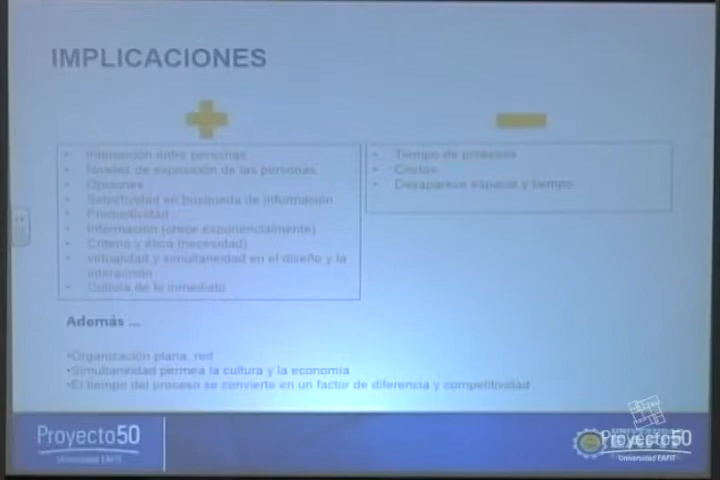 IMPLICACIONES
• Interacción entre personas
• Niveles de exposición de las personas
• Opciones
• Selectividad en búsqueda de información
• Productividad
• Información (crece exponencialmente)
• Criterio y ética (necesidad)
• Virtualidad y simultaneidad en el diseño y la
interacción
• Cultura de lo inmediato
• Tiempo de procesos
• Costos
• Desaparece espacio y tiempo
Además ...
•Organización plana, red
•Simultaneidad permea la cultura y la economía
•El tiempo del proceso se convierte en un factor de diferencia y competitividad
Proyecto50
Universidad EAFIT
Proyecto50
Universidad EAFIT